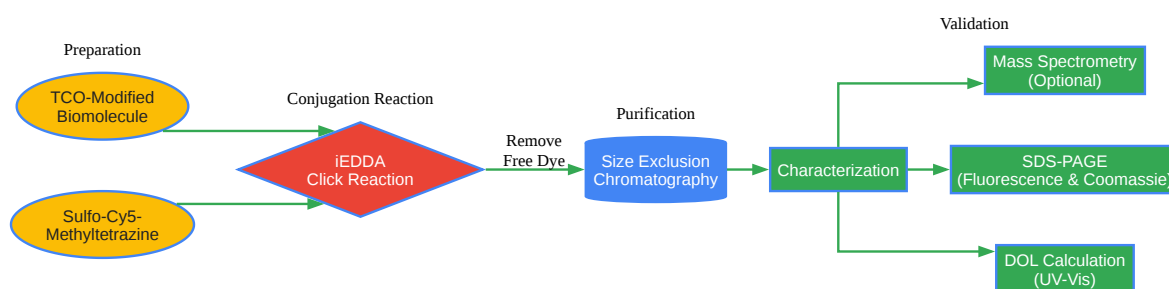 Preparation
TCO-Modified
Biomolecule
Sulfo-Cy5-
Methyltetrazine
Conjugation Reaction
iEDDA
Click Reaction
Remove
Free Dye
Purification
Size Exclusion
Chromatography
Characterization
Validation
Mass Spectrometry
(Optional)
SDS-PAGE
(Fluorescence & Coomassie)
DOL Calculation
(UV-Vis)